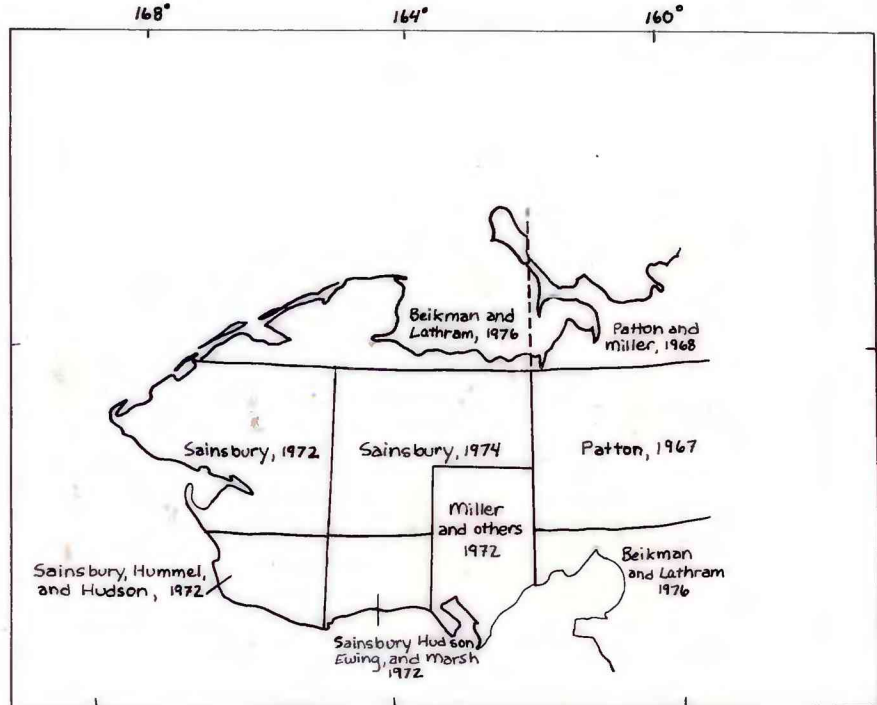 168°
164°
160°
Beikman and
Lathram, 1976
Patton and
Miller, 1968
Sainsbury, 1972
Sainsbury, 1974
Patton, 1967
Miller
and others
1972
Sainsbury, Hummel,
and Hudson, 1972
Beikman
and Lathram
1976
Sainsbury Hudson
Ewing, and Marsh
1972